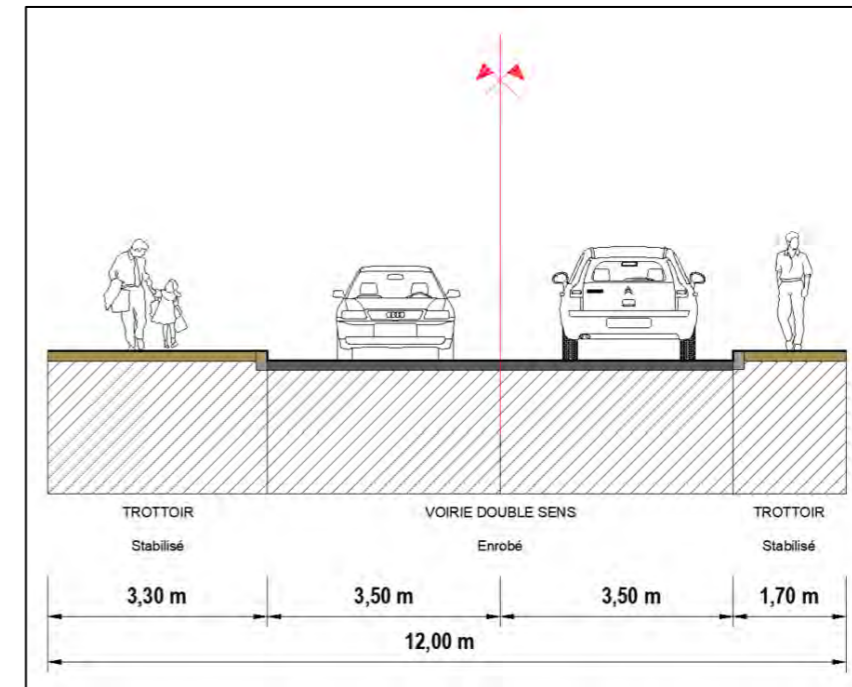 TROTTOIR VOIRIE DOUBLE SENS TROTTOIR
Stabilisé Enrobé Stabilisé
3,30 m 3,50 m 3,50 m 1,70 m
12,00 m